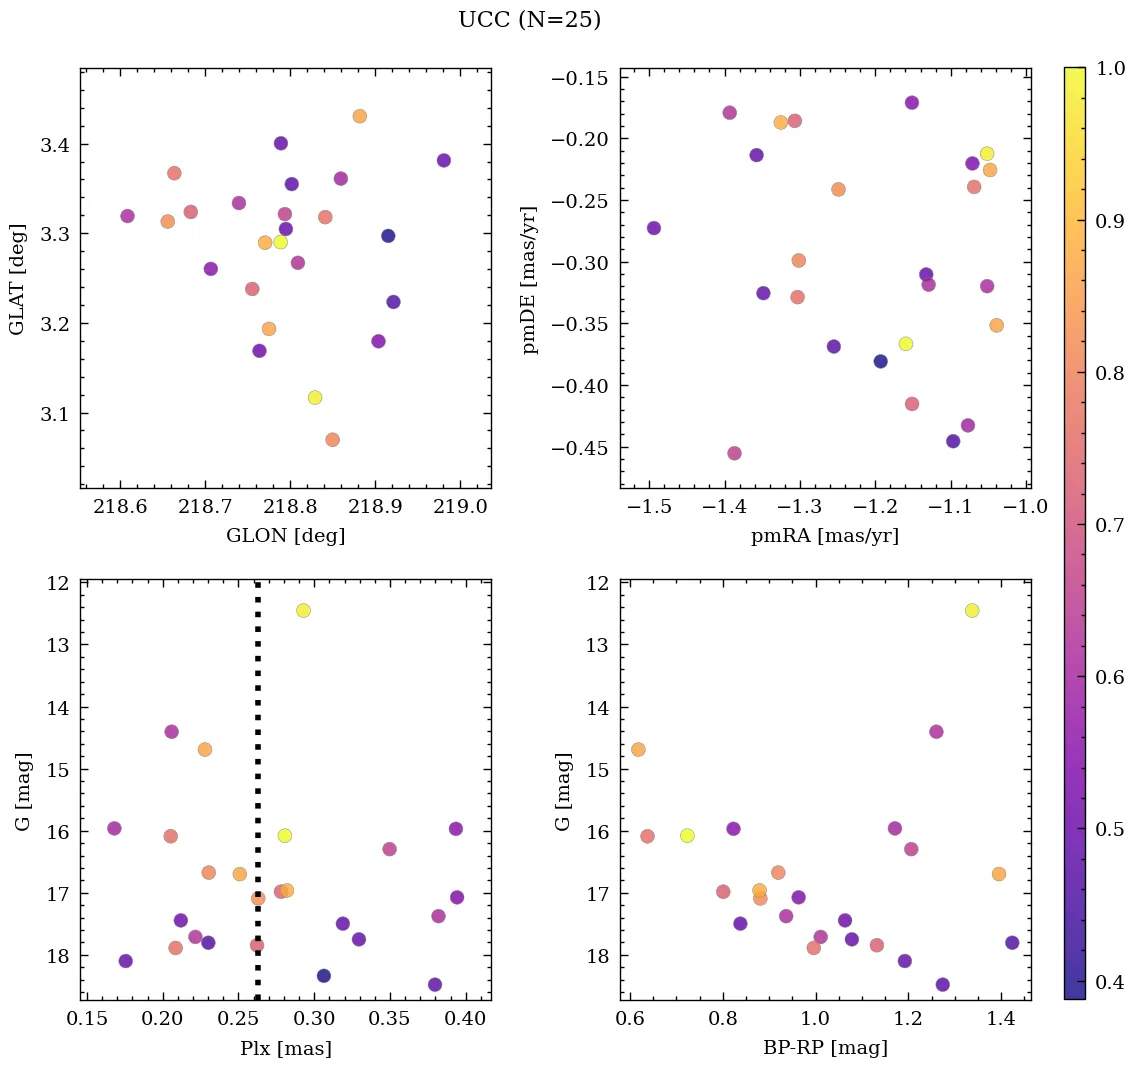 UCC (N=25)
3.4
3.3
3.2
3.1
GLAT [deg]
218.6 218.7 218.8 218.9 219.0
GLON [deg]
−0.15
−0.20
−0.25
−0.30
−0.35
−0.40
−0.45
pmDE [mas/yr]
−1.5 −1.4 −1.3 −1.2 −1.1 −1.0
pmRA [mas/yr]
12
13
14
15
16
17
18
G [mag]
0.15 0.20 0.25 0.30 0.35 0.40
Plx [mas]
12
13
14
15
16
17
18
G [mag]
0.6 0.8 1.0 1.2 1.4
BP-RP [mag]
1.0
0.9
0.8
0.7
0.6
0.5
0.4